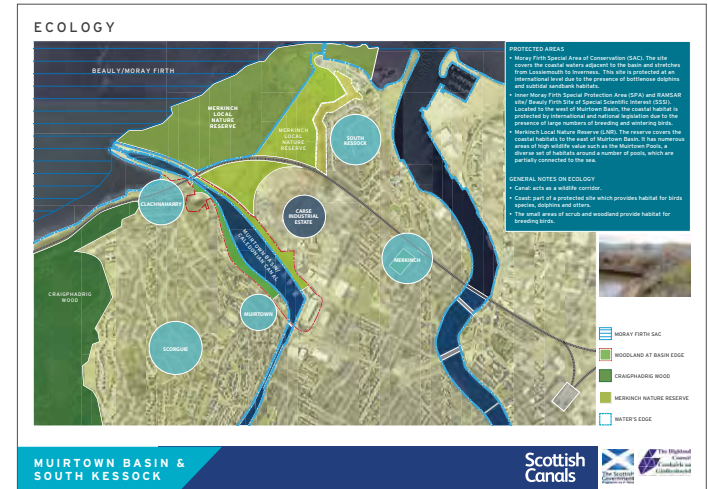 ECOLOGY
BEAULY/MORAY FIRTH
MERKINCH
LOCAL
NATURE
RESERVE
MERKINCH
LOCAL
NATURE
RESERVE
SOUTH
KESSOCK
CLACHNAHARRY
CARSE
INDUSTRIAL
ESTATE
MUIRTOWN BASIN/
CALEDONIAN CANAL
MERKINCH
CRAIGPHADRIG
WOOD
MUIRTOWN
SCORGUIE
PROTECTED AREAS
• Moray Firth Special Area of Conservation (SAC). The site
covers the coastal waters adjacent to the basin and stretches
from Lossiemouth to Inverness. This site is protected at an
international level due to the presence of bottlenose dolphins
and subtidal sandbank habitats.
• Inner Moray Firth Special Protection Area (SPA) and RAMSAR
site/ Beauly Firth Site of Special Scientific Interest (SSSI).
Located to the west of Muirtown Basin, the coastal habitat is
protected by international and national legislation due to the
presence of large numbers of breeding and wintering birds.
• Merkinch Local Nature Reserve (LNR). The reserve covers the
coastal habitats to the east of Muirtown Basin. It has numerous
areas of high wildlife value such as the Muirtown Pools, a
diverse set of habitats around a number of pools, which are
partially connected to the sea.
GENERAL NOTES ON ECOLOGY
• Canal: acts as a wildlife corridor.
• Coast: part of a protected site which provides habitat for birds
species, dolphins and otters.
• The small areas of scrub and woodland provide habitat for
breeding birds.
MORAY FIRTH SAC
WOODLAND AT BASIN EDGE
CRAIGPHADRIG WOOD
MERKINCH NATURE RESERVE
WATER'S EDGE
MUIRTOWN BASIN &
SOUTH KESSOCK
Scottish
Canals
The Scottish
Government
The Highland
Council
Comhairle na
Gàidhealtachd